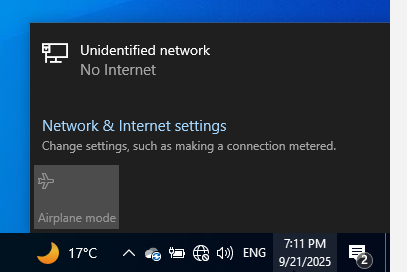 Unidentified network
No Internet
Network & Internet settings
Change settings, such as making a connection metered.
Airplane mode
17°C
ENG
7:11 PM
9/21/2025
2